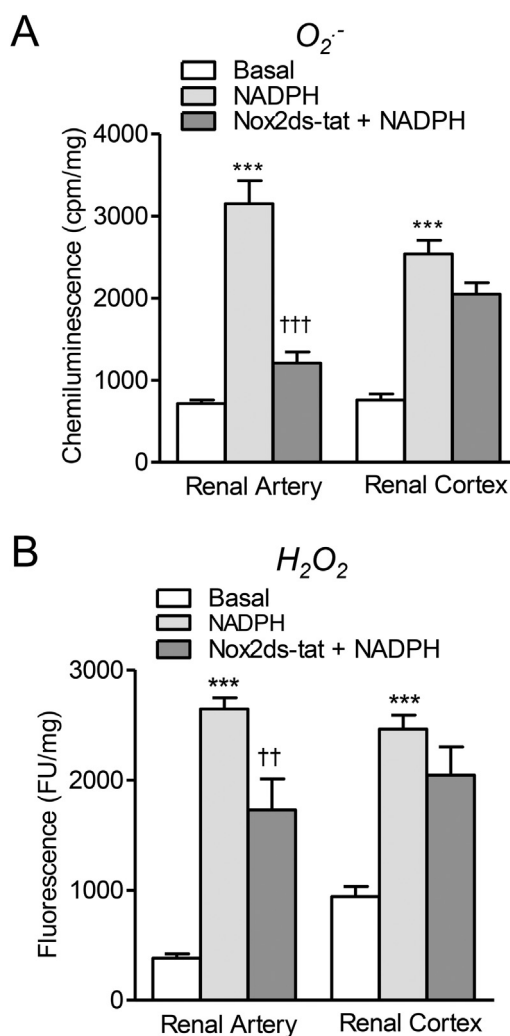 A
O₂·-
Basal
NADPH
Nox2ds-tat + NADPH
Chemiluminescence (cpm/mg)
4000
3000
2000
1000
0
***
†††
***
Renal Artery Renal Cortex
B
H₂O₂
Basal
NADPH
Nox2ds-tat + NADPH
Fluorescence (FU/mg)
3000
2000
1000
0
***
††
***
Renal Artery Renal Cortex